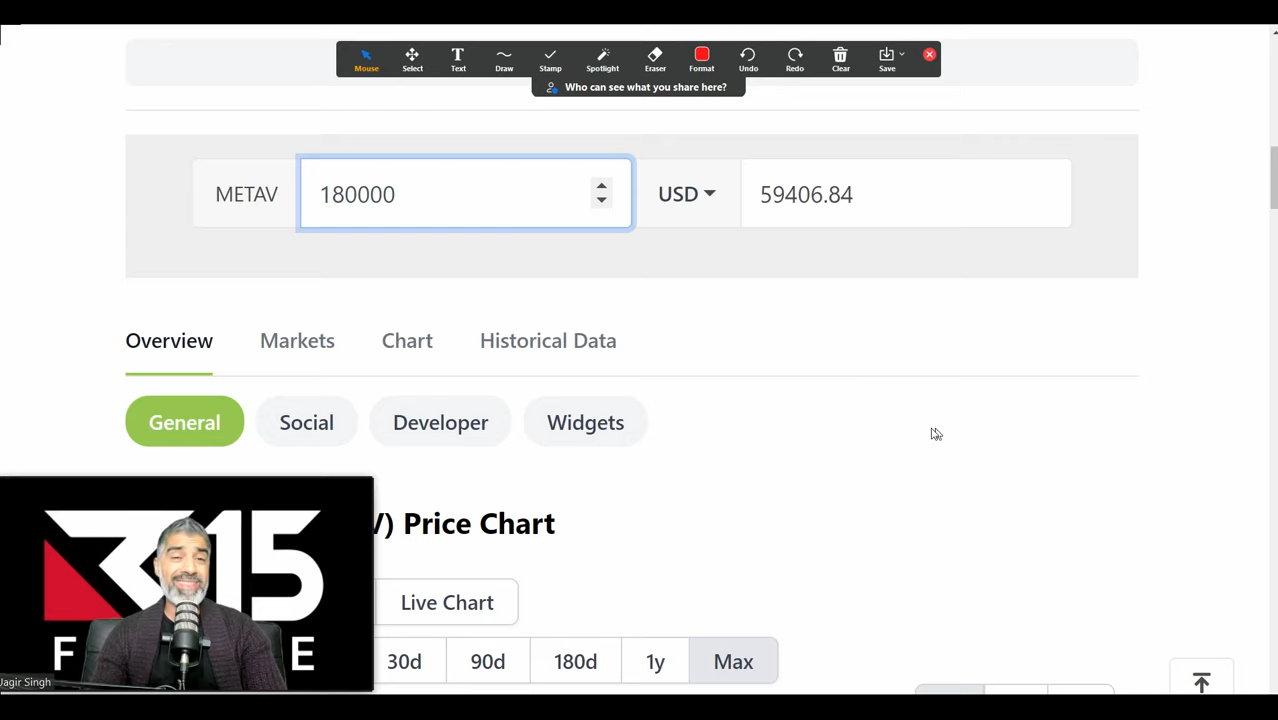 Mouse Select Text Draw Stamp Spotlight Eraser Format Undo Redo Clear Save
Who can see what you share here?
METAV 180000 USD 59406.84
Overview Markets Chart Historical Data
General Social Developer Widgets
V) Price Chart
Live Chart
30d 90d 180d 1y Max
315
F E
Jagir Singh